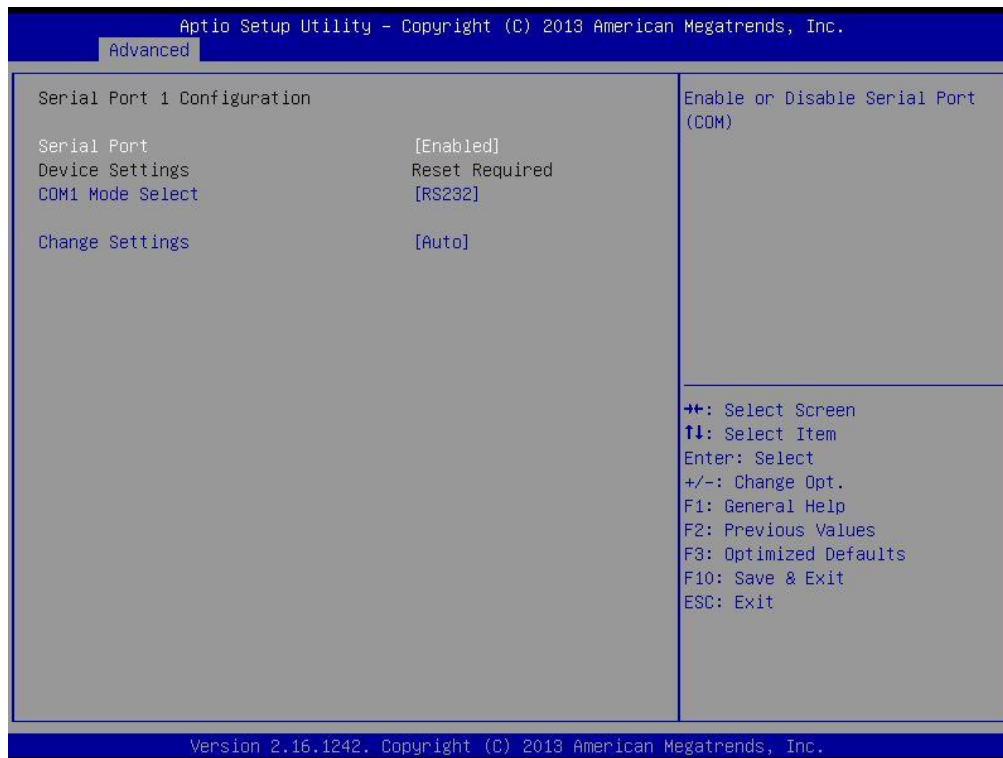 Aptio Setup Utility – Copyright (C) 2013 American Megatrends, Inc.
Advanced
Serial Port 1 Configuration
Serial Port [Enabled]
Device Settings Reset Required
COM1 Mode Select [RS232]
Change Settings [Auto]
Enable or Disable Serial Port
(COM)
→←: Select Screen
↑↓: Select Item
Enter: Select
+/-: Change Opt.
F1: General Help
F2: Previous Values
F3: Optimized Defaults
F10: Save & Exit
ESC: Exit
Version 2.16.1242. Copyright (C) 2013 American Megatrends, Inc.